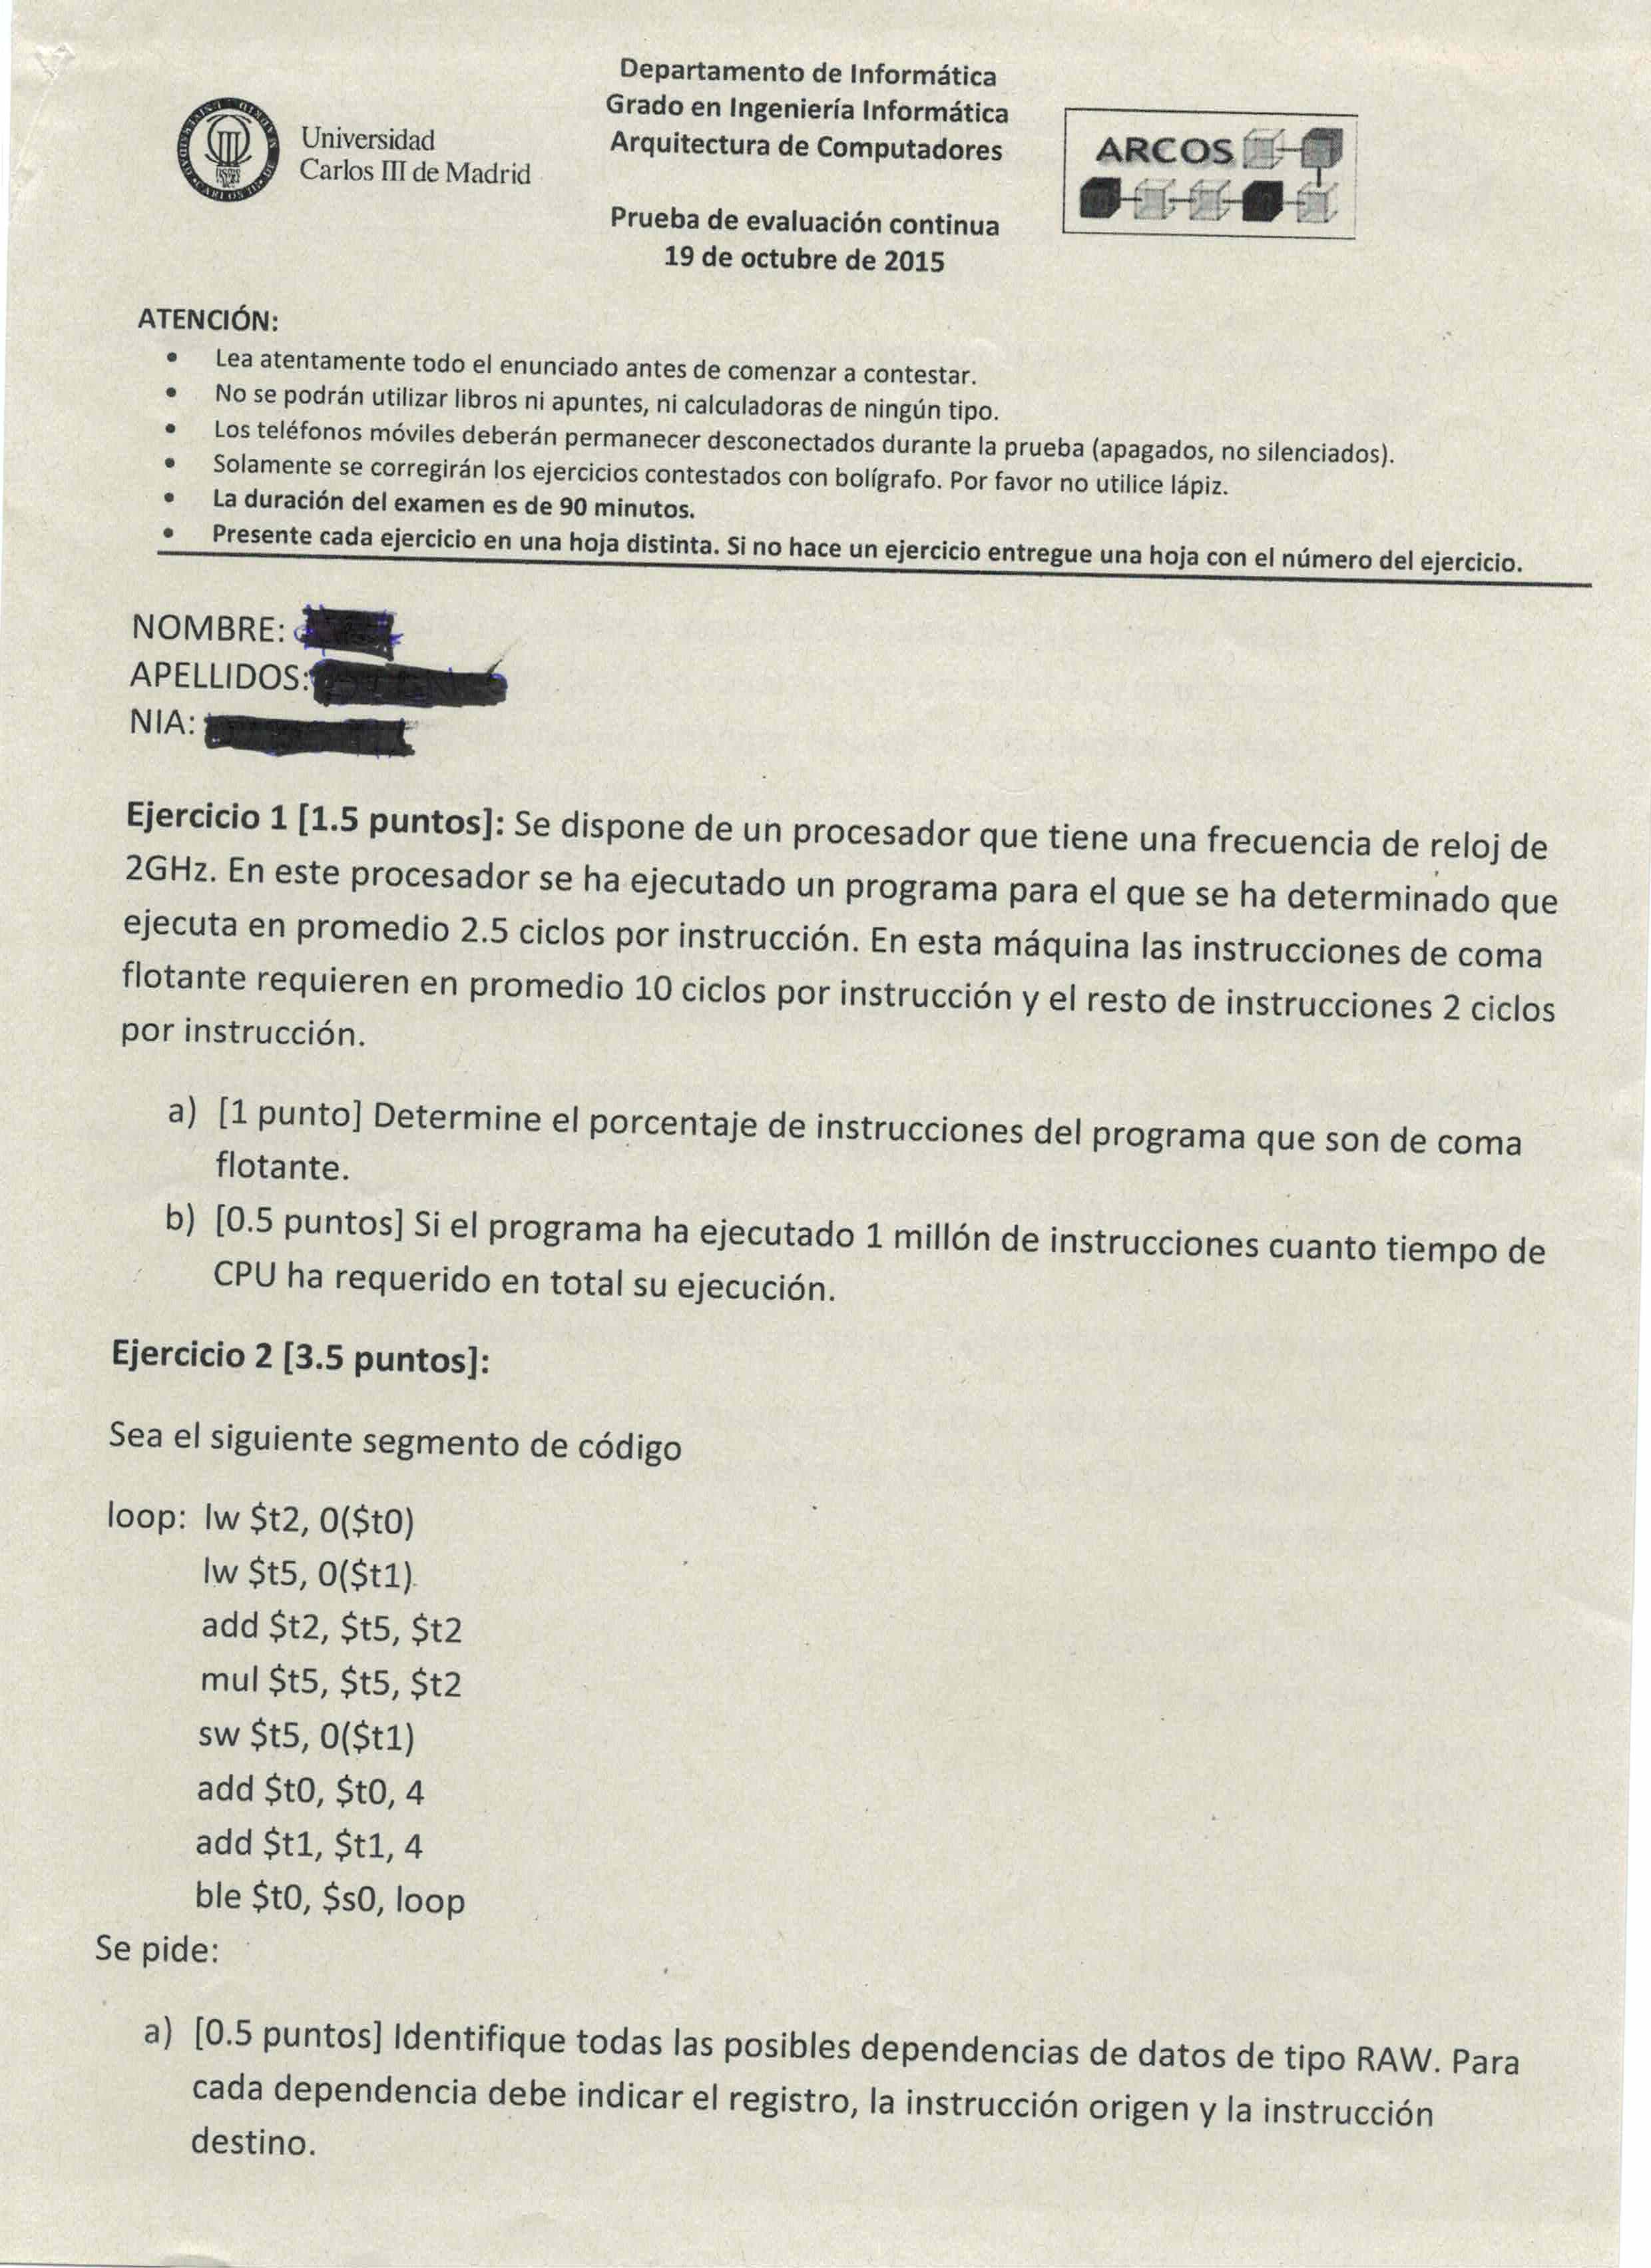 Departamento de Informática
Grado en Ingeniería Informática
Arquitectura de Computadores
Universidad
Carlos III de Madrid
ARCOS
Prueba de evaluación continua
19 de octubre de 2015
ATENCIÓN:
• Lea atentamente todo el enunciado antes de comenzar a contestar.
• No se podrán utilizar libros ni apuntes, ni calculadoras de ningún tipo.
• Los teléfonos móviles deberán permanecer desconectados durante la prueba (apagados, no silenciados).
• Solamente se corregirán los ejercicios contestados con bolígrafo. Por favor no utilice lápiz.
• La duración del examen es de 90 minutos.
• Presente cada ejercicio en una hoja distinta. Si no hace un ejercicio entregue una hoja con el número del ejercicio.
NOMBRE:
APELLIDOS:
NIA:
Ejercicio 1 [1.5 puntos]: Se dispone de un procesador que tiene una frecuencia de reloj de
2GHz. En este procesador se ha ejecutado un programa para el que se ha determinado que
ejecuta en promedio 2.5 ciclos por instrucción. En esta máquina las instrucciones de coma
flotante requieren en promedio 10 ciclos por instrucción y el resto de instrucciones 2 ciclos
por instrucción.
a) [1 punto] Determine el porcentaje de instrucciones del programa que son de coma
flotante.
b) [0.5 puntos] Si el programa ha ejecutado 1 millón de instrucciones cuanto tiempo de
CPU ha requerido en total su ejecución.
Ejercicio 2 [3.5 puntos]:
Sea el siguiente segmento de código
loop: lw $t2, 0($t0)
lw $t5, 0($t1)
add $t2, $t5, $t2
mul $t5, $t5, $t2
sw $t5, 0($t1)
add $t0, $t0, 4
add $t1, $t1, 4
ble $t0, $s0, loop
Se pide:
a) [0.5 puntos] Identifique todas las posibles dependencias de datos de tipo RAW. Para
cada dependencia debe indicar el registro, la instrucción origen y la instrucción
destino.